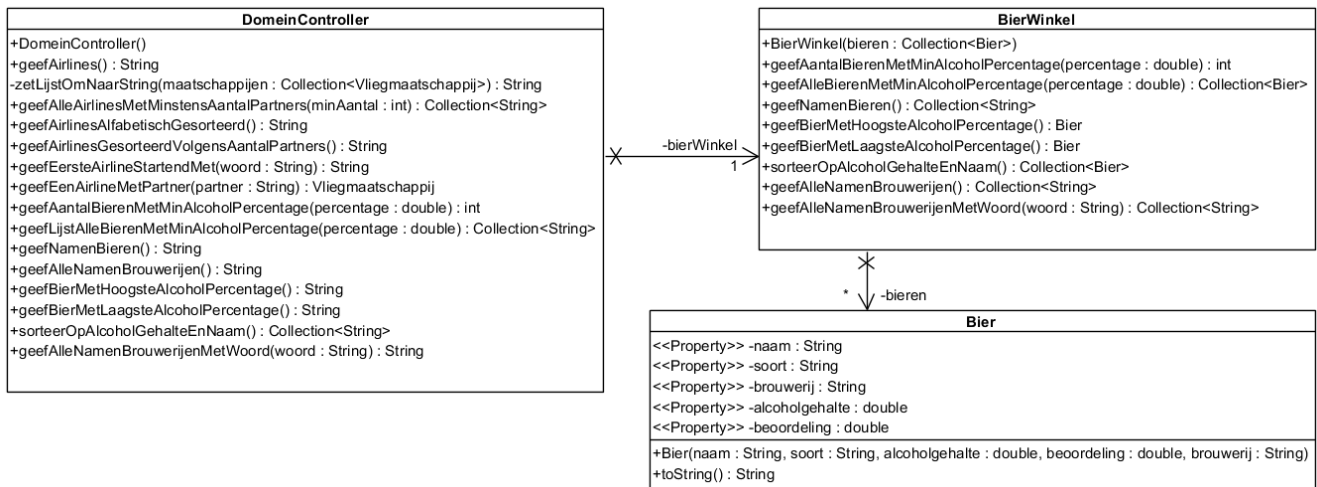 DomeinController
+DomeinController()
+geefAirlines() : String
-zetLijstOmNaarString(maatschappijen : Collection<Vliegmaatschappij>) : String
+geefAlleAirlinesMetMinstensAantalPartners(minAantal : int) : Collection<String>
+geefAirlinesAlfabetischGesorteerd() : String
+geefAirlinesGesorteerdVolgensAantalPartners() : String
+geefEersteAirlineStartendMet(woord : String) : String
+geefEenAirlineMetPartner(partner : String) : Vliegmaatschappij
+geefAantalBierenMetMinAlcoholPercentage(percentage : double) : int
+geefLijstAlleBierenMetMinAlcoholPercentage(percentage : double) : Collection<String>
+geefNamenBieren() : String
+geefAlleNamenBrouwerijen() : String
+geefBierMetHoogsteAlcoholPercentage() : String
+geefBierMetLaagsteAlcoholPercentage() : String
+sorteerOpAlcoholGehalteEnNaam() : Collection<String>
+geefAlleNamenBrouwerijenMetWoord(woord : String) : String
-bierWinkel
1
BierWinkel
+BierWinkel(bieren : Collection<Bier>)
+geefAantalBierenMetMinAlcoholPercentage(percentage : double) : int
+geefAlleBierenMetMinAlcoholPercentage(percentage : double) : Collection<Bier>
+geefNamenBieren() : Collection<String>
+geefBierMetHoogsteAlcoholPercentage() : Bier
+geefBierMetLaagsteAlcoholPercentage() : Bier
+sorteerOpAlcoholGehalteEnNaam() : Collection<Bier>
+geefAlleNamenBrouwerijen() : Collection<String>
+geefAlleNamenBrouwerijenMetWoord(woord : String) : Collection<String>
* -bieren
Bier
<<Property>> -naam : String
<<Property>> -soort : String
<<Property>> -brouwerij : String
<<Property>> -alcoholgehalte : double
<<Property>> -beoordeling : double
+Bier(naam : String, soort : String, alcoholgehalte : double, beoordeling : double, brouwerij : String)
+toString() : String